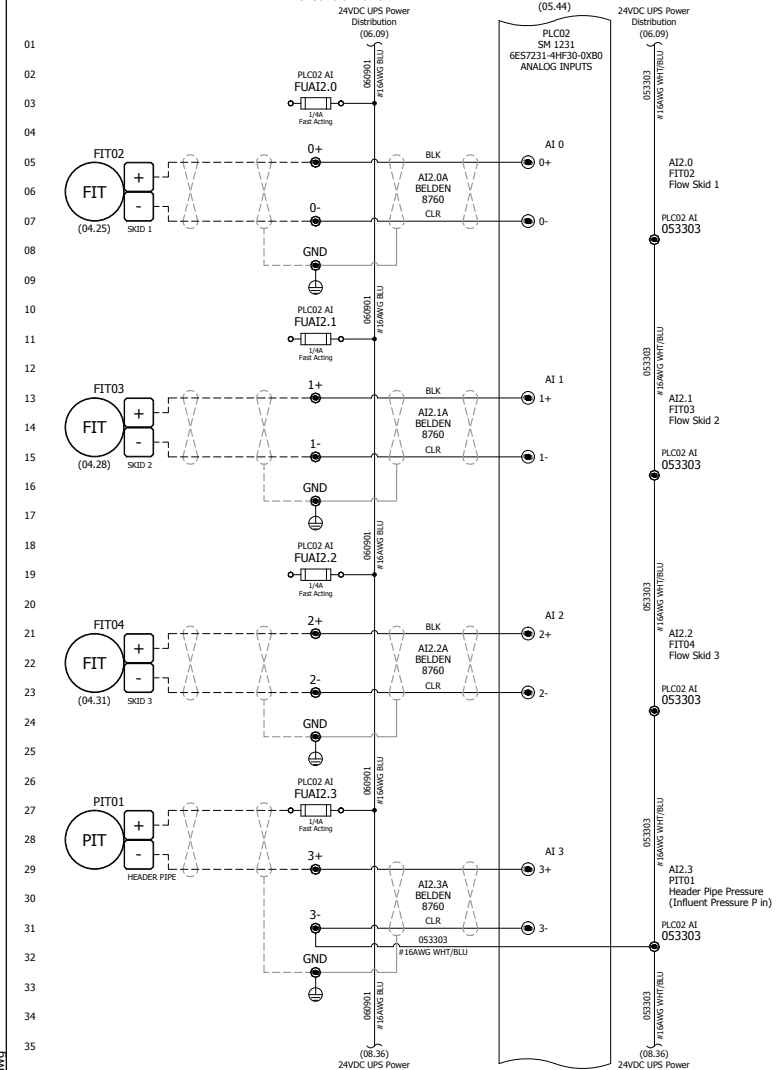 24VDC UPS Power
Distribution
(06.09)
(05.44)
24VDC UPS Power
Distribution
(06.09)
PLC02
SM 1231
6ES7231-4HF30-0XB0
ANALOG INPUTS
01
02
03
04
05
06
07
08
09
10
11
12
13
14
15
16
17
18
19
20
21
22
23
24
25
26
27
28
29
30
31
32
33
34
35
060901
#16AWG BLU
053303
#16AWG WHT/BLU
PLC02 AI
FUAI2.0
1/4A
Fast Acting
FIT02
FIT
+
-
(04.25)
SKID 1
0+
0-
GND
BLK
AI2.0A
BELDEN
8760
CLR
AI 0
0+
0-
AI2.0
FIT02
Flow Skid 1
PLC02 AI
053303
060901
#16AWG BLU
053303
#16AWG WHT/BLU
PLC02 AI
FUAI2.1
1/4A
Fast Acting
FIT03
FIT
+
-
(04.28)
SKID 2
1+
1-
GND
BLK
AI2.1A
BELDEN
8760
CLR
AI 1
1+
1-
AI2.1
FIT03
Flow Skid 2
PLC02 AI
053303
060901
#16AWG BLU
053303
#16AWG WHT/BLU
PLC02 AI
FUAI2.2
1/4A
Fast Acting
FIT04
FIT
+
-
(04.31)
SKID 3
2+
2-
GND
BLK
AI2.2A
BELDEN
8760
CLR
AI 2
2+
2-
AI2.2
FIT04
Flow Skid 3
PLC02 AI
053303
060901
#16AWG BLU
053303
#16AWG WHT/BLU
PLC02 AI
FUAI2.3
1/4A
Fast Acting
PIT01
PIT
+
-
HEADER PIPE
3+
3-
GND
AI2.3A
BELDEN
8760
CLR
053303
#16AWG WHT/BLU
AI 3
3+
3-
AI2.3
PIT01
Header Pipe Pressure
(Influent Pressure P in)
PLC02 AI
053303
060901
#16AWG BLU
053303
#16AWG WHT/BLU
(08.36)
24VDC UPS Power
(08.36)
24VDC UPS Power